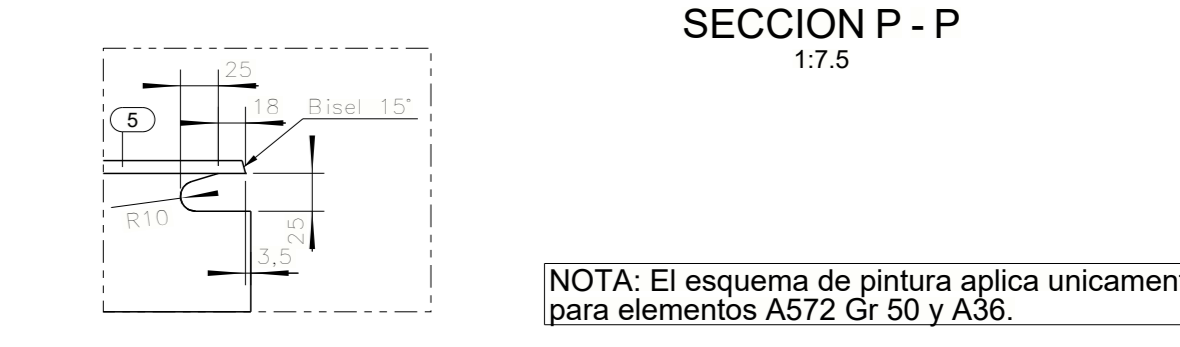 SECCION P - P
1:7.5
25
18
Bisel 15°
5
R10
25
3,5
NOTA: El esquema de pintura aplica unicament
para elementos A572 Gr 50 y A36.